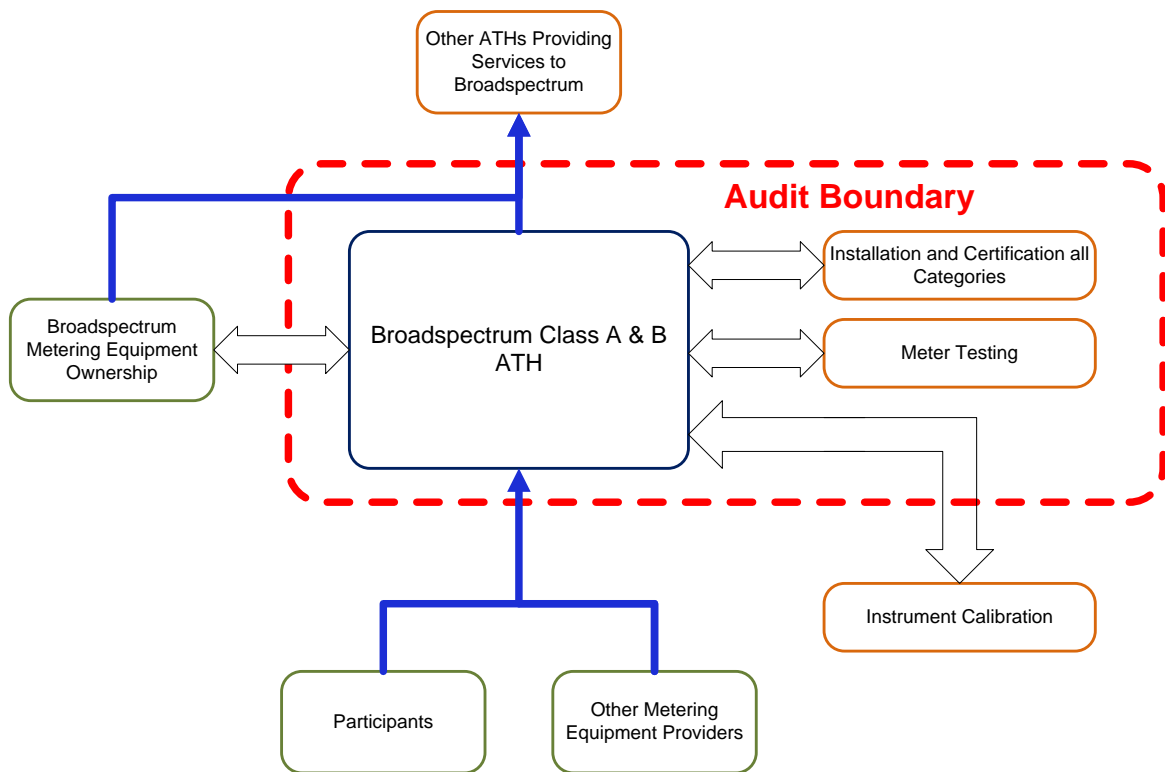 Other ATHs Providing
Services to
Broadspectrum
Audit Boundary
Installation and Certification all
Categories
Broadspectrum Class A & B
ATH
Broadspectrum
Metering Equipment
Ownership
Meter Testing
Instrument Calibration
Participants
Other Metering
Equipment Providers